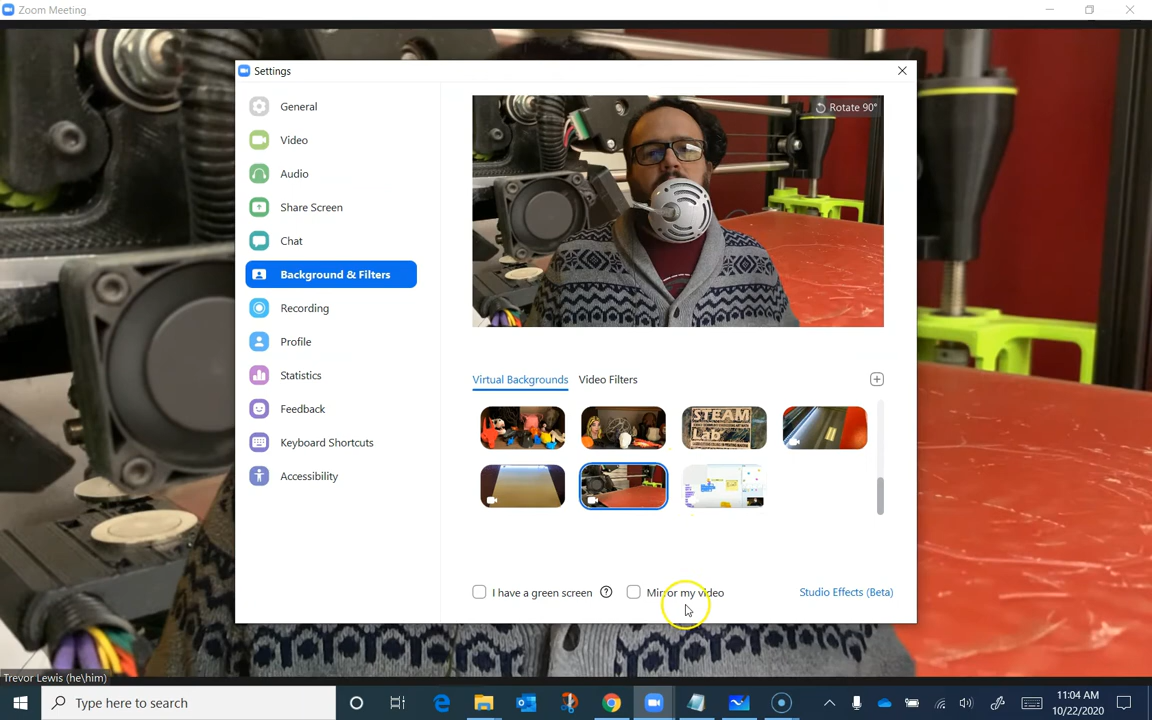 Zoom Meeting
Settings
General
Video
Audio
Share Screen
Chat
Background & Filters
Recording
Profile
Statistics
Feedback
Keyboard Shortcuts
Accessibility
Rotate 90°
Virtual Backgrounds
Video Filters
STEAM
Lab
I have a green screen
Mirror my video
Studio Effects (Beta)
Trevor Lewis (he\him)
Type here to search
11:04 AM
10/22/2020